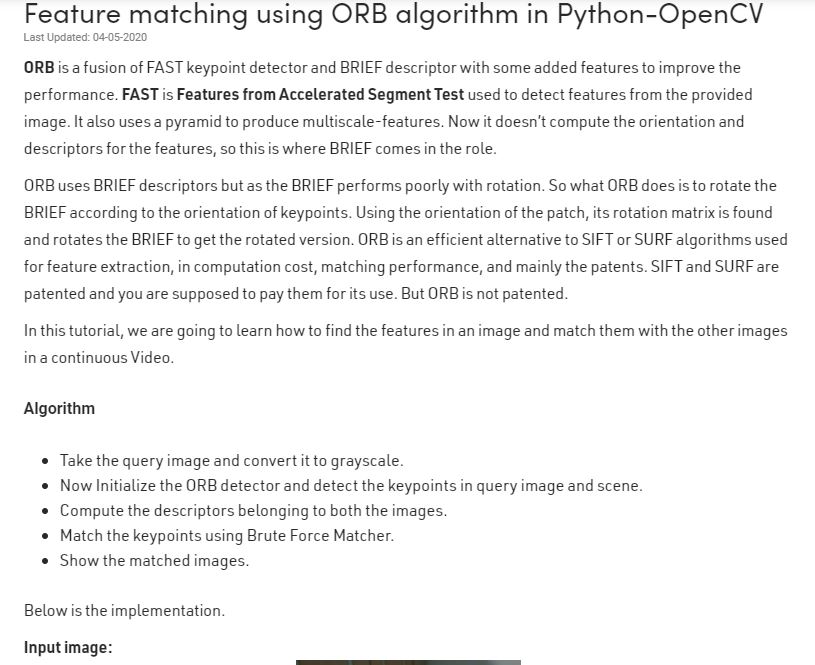 Feature matching using ORB algorithm in Python-OpenCV
Last Updated: 04-05-2020
ORB is a fusion of FAST keypoint detector and BRIEF descriptor with some added features to improve the
performance. FAST is Features from Accelerated Segment Test used to detect features from the provided
image. It also uses a pyramid to produce multiscale-features. Now it doesn’t compute the orientation and
descriptors for the features, so this is where BRIEF comes in the role.
ORB uses BRIEF descriptors but as the BRIEF performs poorly with rotation. So what ORB does is to rotate the
BRIEF according to the orientation of keypoints. Using the orientation of the patch, its rotation matrix is found
and rotates the BRIEF to get the rotated version. ORB is an efficient alternative to SIFT or SURF algorithms used
for feature extraction, in computation cost, matching performance, and mainly the patents. SIFT and SURF are
patented and you are supposed to pay them for its use. But ORB is not patented.
In this tutorial, we are going to learn how to find the features in an image and match them with the other images
in a continuous Video.
Algorithm
• Take the query image and convert it to grayscale.
• Now Initialize the ORB detector and detect the keypoints in query image and scene.
• Compute the descriptors belonging to both the images.
• Match the keypoints using Brute Force Matcher.
• Show the matched images.
Below is the implementation.
Input image: